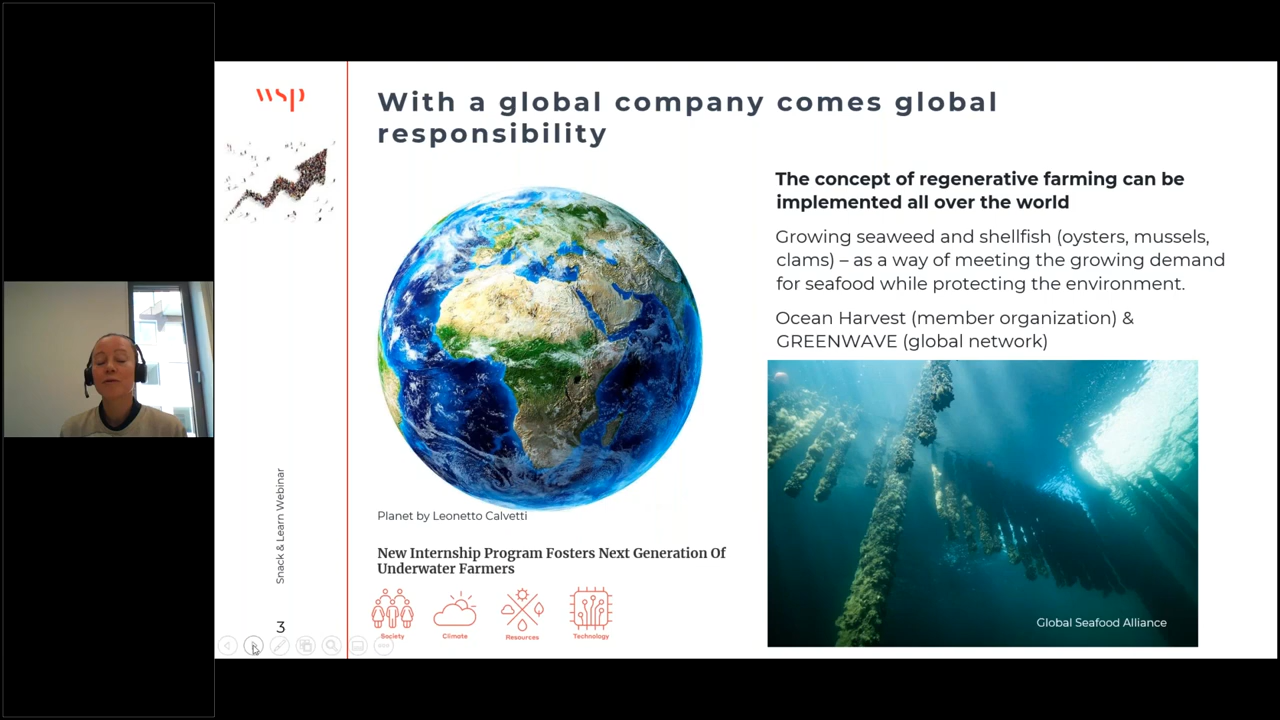 wsp
With a global company comes global
responsibility
The concept of regenerative farming can be
implemented all over the world
Growing seaweed and shellfish (oysters, mussels,
clams) – as a way of meeting the growing demand
for seafood while protecting the environment.
Ocean Harvest (member organization) &
GREENWAVE (global network)
Planet by Leonetto Calvetti
New Internship Program Fosters Next Generation Of
Underwater Farmers
Society
Climate
Resources
Technology
Global Seafood Alliance
Snack & Learn Webinar
3